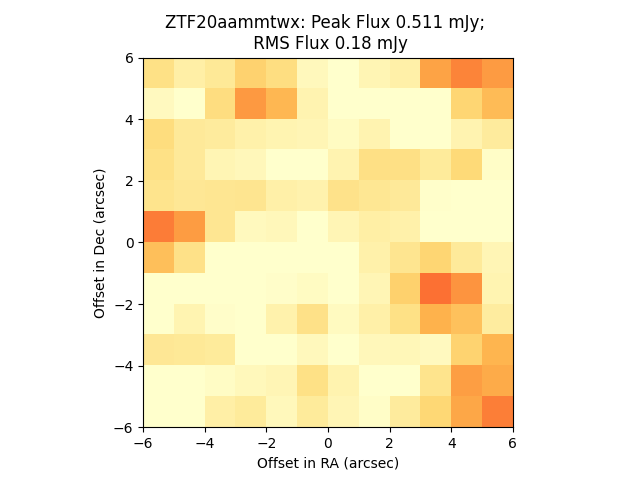 ZTF20aammtwx: Peak Flux 0.511 mJy;
RMS Flux 0.18 mJy
6
4
2
0
−2
−4
−6
Offset in Dec (arcsec)
−6 −4 −2 0 2 4 6
Offset in RA (arcsec)